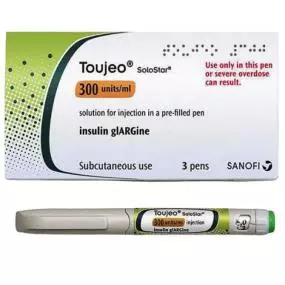 Toujeo® SoloStar®
Use only in this pen
or severe overdose
can result.
300 units/ml
solution for injection in a pre-filled pen
insulin glARGine
Subcutaneous use
3 pens
SANOFI
Toujeo® SoloStar®
300 units/ml injection
insulin glARGine